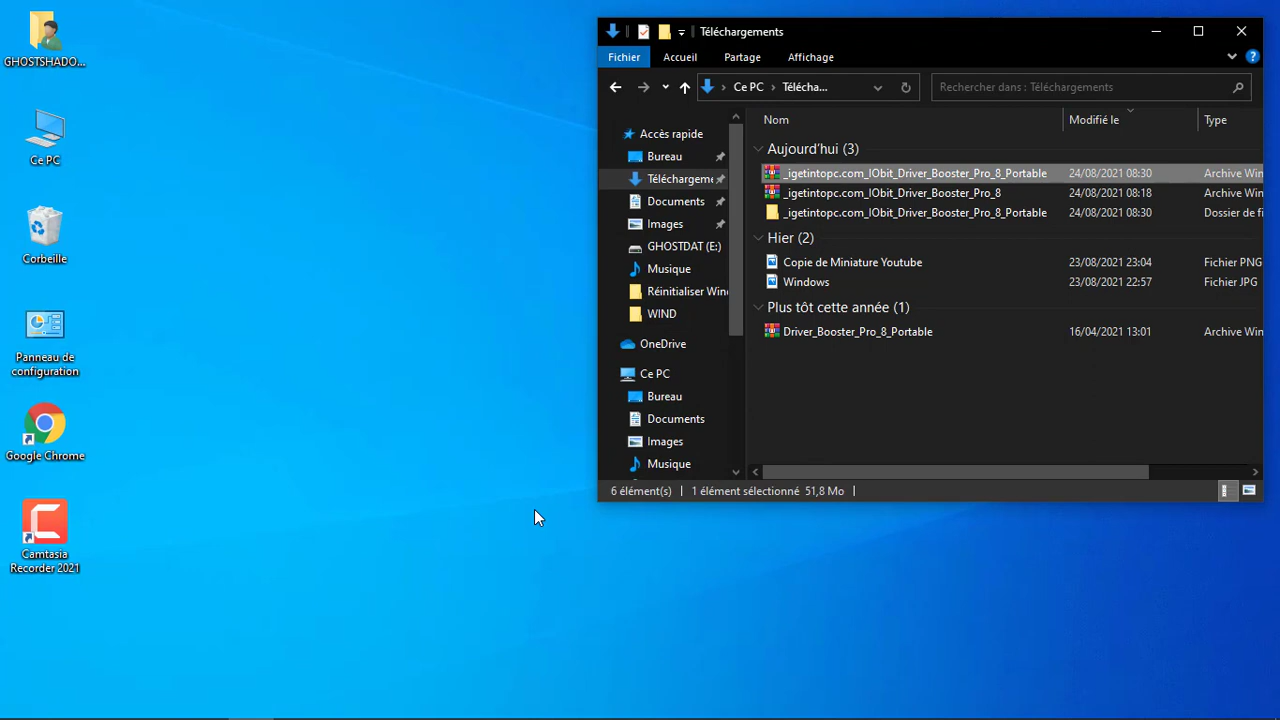 GHOSTSHADO...
Ce PC
Corbeille
Panneau de
configuration
Google Chrome
Camtasia
Recorder 2021
Téléchargements
Fichier Accueil Partage Affichage
Ce PC Télécha... Rechercher dans : Téléchargements
Accès rapide
Bureau
Téléchargeme
Documents
Images
GHOSTDAT (E:)
Musique
Réinitialiser Wind
WIND
OneDrive
Ce PC
Bureau
Documents
Images
Musique
Nom Modifié le Type
Aujourd'hui (3)
_igetintopc.com_IObit_Driver_Booster_Pro_8_Portable 24/08/2021 08:30 Archive Win
_igetintopc.com_IObit_Driver_Booster_Pro_8 24/08/2021 08:18 Archive Win
_igetintopc.com_IObit_Driver_Booster_Pro_8_Portable 24/08/2021 08:30 Dossier de fi
Hier (2)
Copie de Miniature Youtube 23/08/2021 23:04 Fichier PNG
Windows 23/08/2021 22:57 Fichier JPG
Plus tôt cette année (1)
Driver_Booster_Pro_8_Portable 16/04/2021 13:01 Archive Win
6 élément(s) 1 élément sélectionné 51,8 Mo